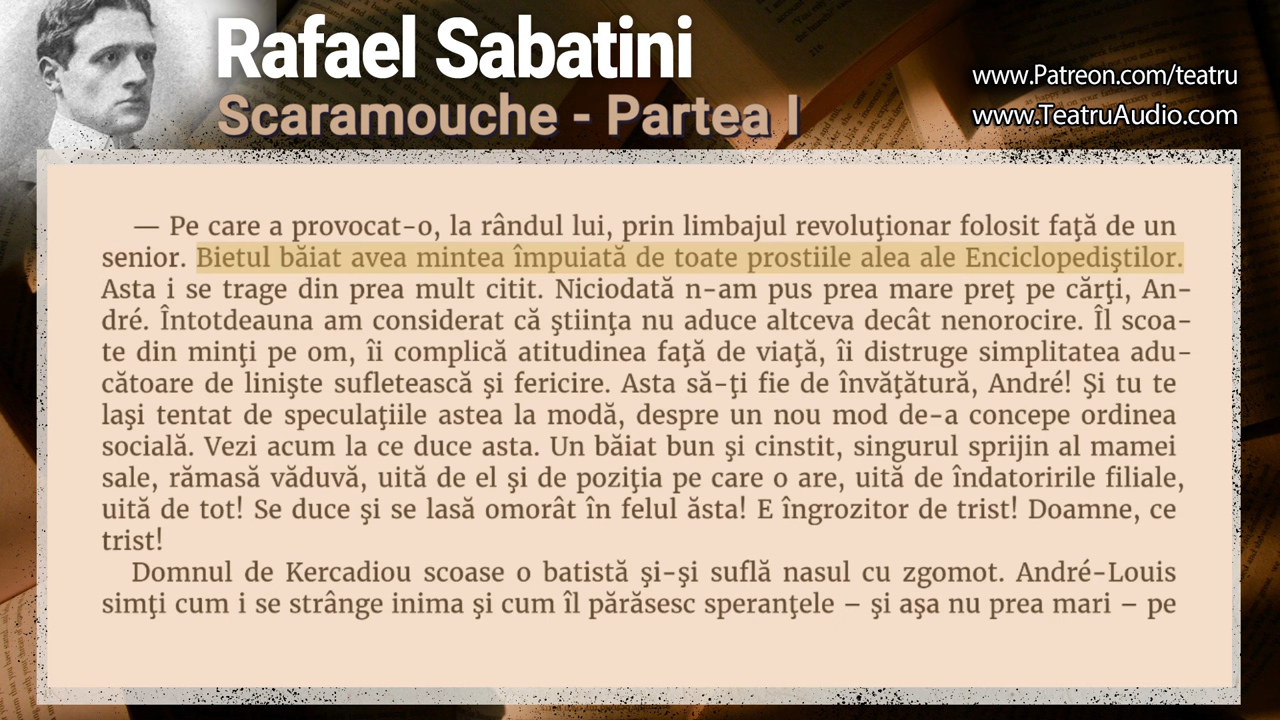 Rafael Sabatini
Scaramouche - Partea I
www.Patreon.com/teatru
www.TeatruAudio.com
— Pe care a provocat-o, la rândul lui, prin limbajul revoluţionar folosit faţă de un
senior. Bietul băiat avea mintea împuiată de toate prostiile alea ale Enciclopediştilor.
Asta i se trage din prea mult citit. Niciodată n-am pus prea mare preţ pe cărţi, An-
dré. Întotdeauna am considerat că ştiinţa nu aduce altceva decât nenorocire. Îl scoa-
te din minţi pe om, îi complică atitudinea faţă de viaţă, îi distruge simplitatea adu-
cătoare de linişte sufletească şi fericire. Asta să-ţi fie de învăţătură, André! Şi tu te
laşi tentat de speculaţiile astea la modă, despre un nou mod de-a concepe ordinea
socială. Vezi acum la ce duce asta. Un băiat bun şi cinstit, singurul sprijin al mamei
sale, rămasă văduvă, uită de el şi de poziţia pe care o are, uită de îndatoririle filiale,
uită de tot! Se duce şi se lasă omorât în felul ăsta! E îngrozitor de trist! Doamne, ce
trist!
Domnul de Kercadiou scoase o batistă şi-şi suflă nasul cu zgomot. André-Louis
simţi cum i se strânge inima şi cum îl părăsesc speranţele – şi aşa nu prea mari – pe